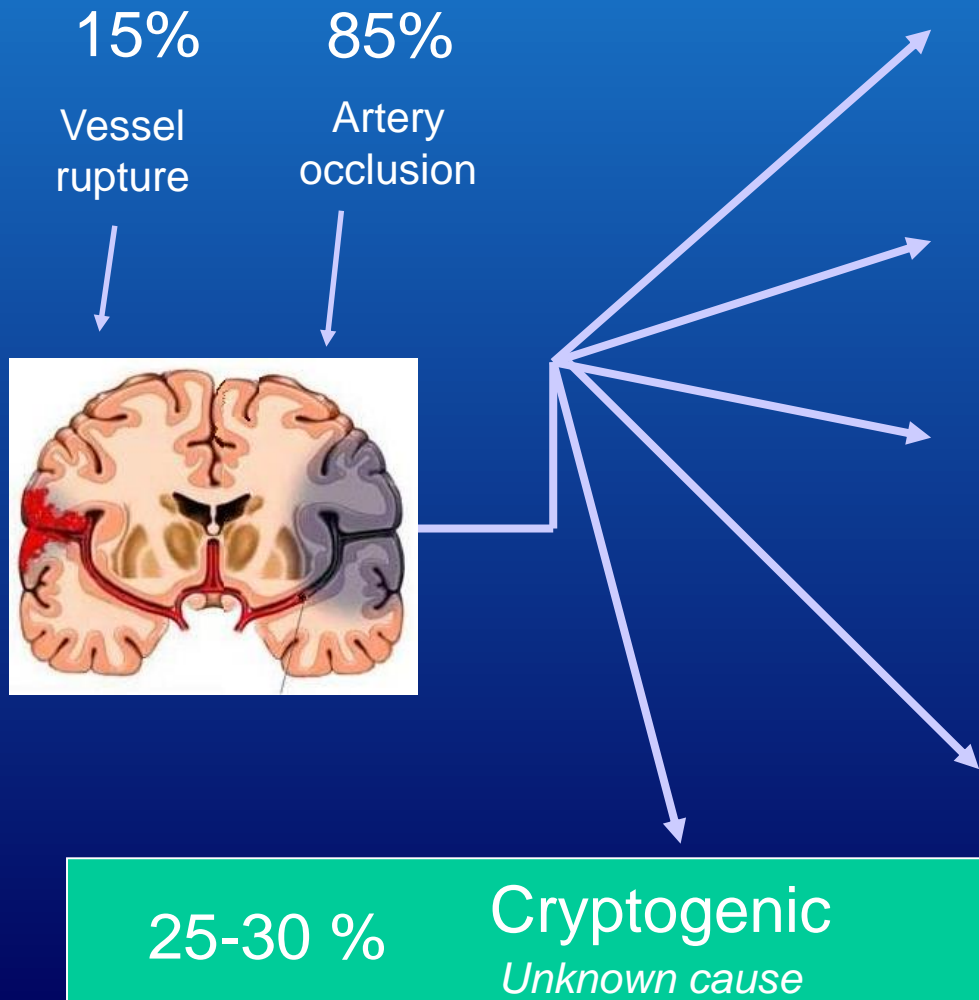 15%
85%
Vessel
rupture
Artery
occlusion
25-30 %
Cryptogenic
Unknown cause